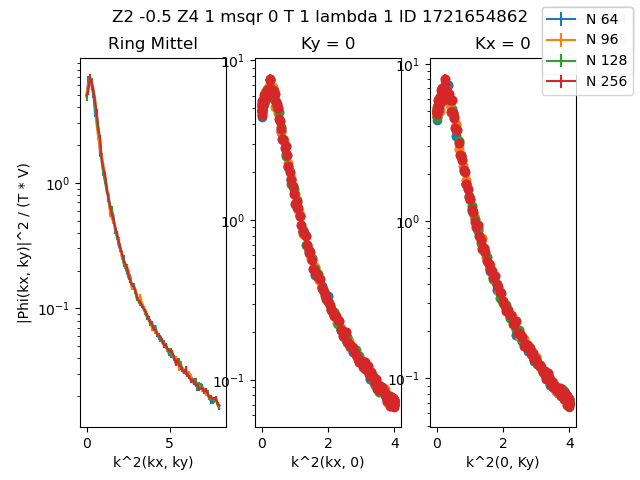 Z2 -0.5 Z4 1 msqr 0 T 1 lambda 1 ID 1721654862
N 64
N 96
N 128
N 256
Ring Mittel
Ky = 0
Kx = 0
|Phi(kx, ky)|^2 / (T * V)
10^0
10^-1
0
5
k^2(kx, ky)
10^1
10^0
10^-1
0
2
4
k^2(kx, 0)
10^1
10^0
10^-1
0
2
4
k^2(0, Ky)